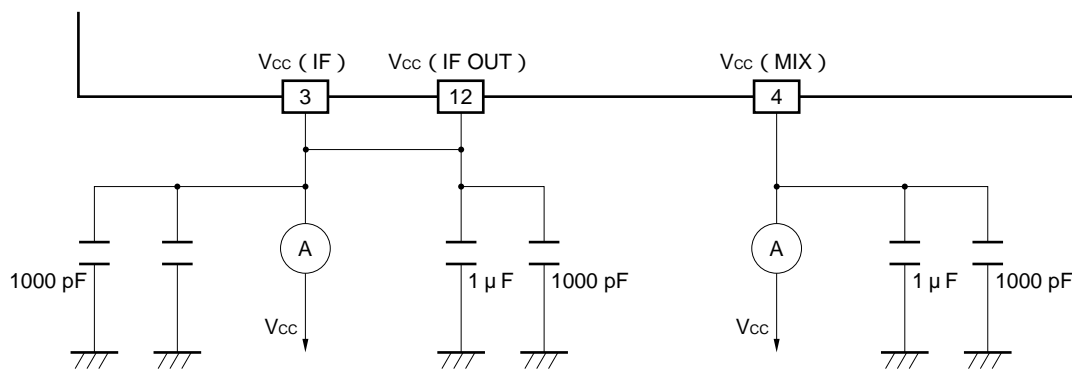 Vcc ( IF ) Vcc ( IF OUT ) Vcc ( MIX )
3 12 4
A A
1000 pF 1 µ F 1000 pF 1 µ F 1000 pF
Vcc Vcc